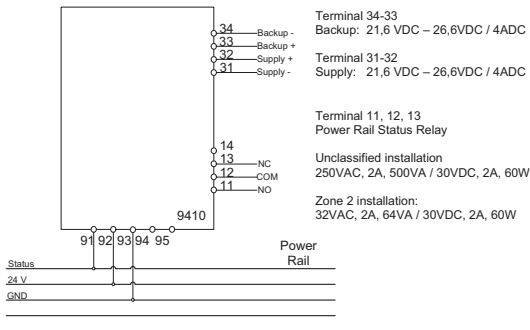 34 Backup -
33 Backup +
32 Supply +
31 Supply -
Terminal 34-33
Backup: 21,6 VDC – 26,6VDC / 4ADC
Terminal 31-32
Supply: 21,6 VDC – 26,6VDC / 4ADC
Terminal 11, 12, 13
Power Rail Status Relay
Unclassified installation
250VAC, 2A, 500VA / 30VDC, 2A, 60W
Zone 2 installation:
32VAC, 2A, 64VA / 30VDC, 2A, 60W
14
13 NC
12 COM
11 NO
9410
91 92 93 94 95
Power
Rail
Status
24 V
GND